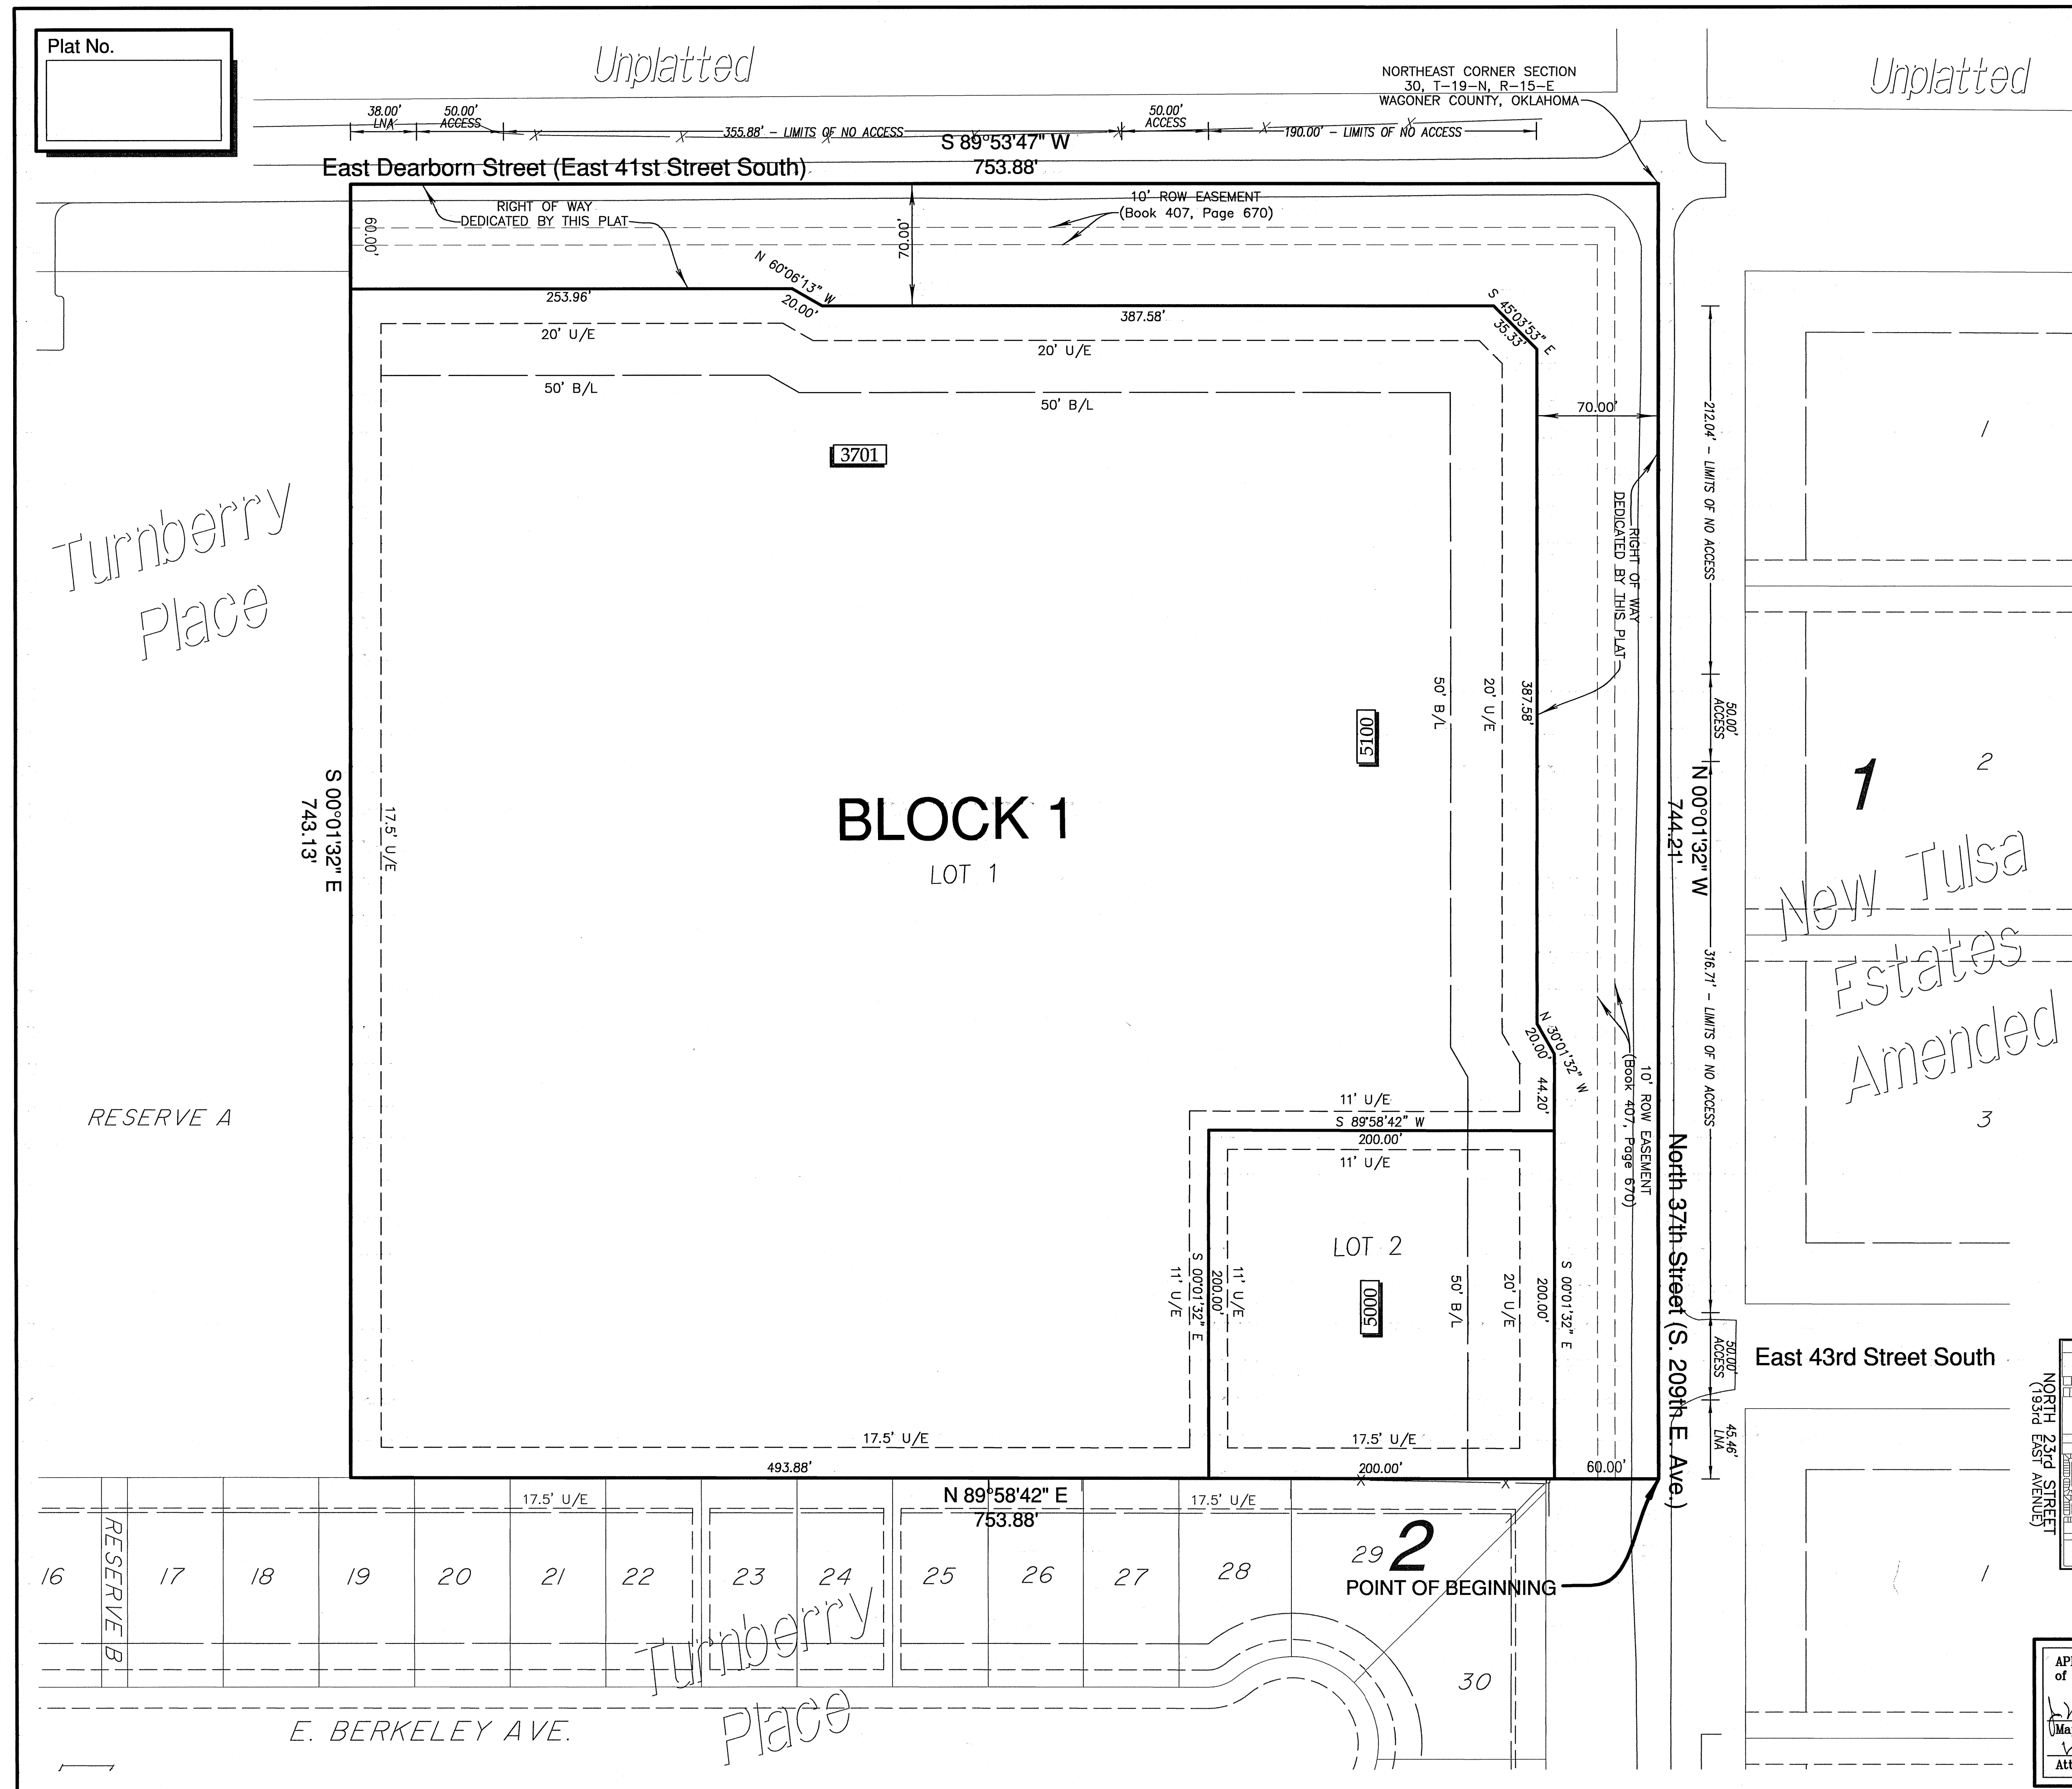 Plat No.
Unplatted
Unplatted
NORTHEAST CORNER SECTION
30, T-19-N, R-15-E
WAGONER COUNTY, OKLAHOMA
38.00'
LNA
50.00'
ACCESS
355.88' - LIMITS OF NO ACCESS
50.00'
ACCESS
190.00' - LIMITS OF NO ACCESS
S 89°53'47" W
753.88'
East Dearborn Street (East 41st Street South)
RIGHT OF WAY
DEDICATED BY THIS PLAT
10' ROW EASEMENT
(Book 407, Page 670)
60.00'
70.00'
N 60°06'13" W
20.00'
253.96'
387.58'
S 45°03'53" E
35.33'
20' U/E
20' U/E
50' B/L
50' B/L
70.00'
3701
212.04' - LIMITS OF NO ACCESS
1
RIGHT OF WAY
DEDICATED BY THIS PLAT
Turnberry
Place
50' B/L
20' U/E
387.58'
5100
50.00'
ACCESS
1
2
S 00°01'32" E
743.13'
17.5' U/E
BLOCK 1
LOT 1
N 00°01'32" W
744.21'
New Tulsa
Estates
Amended
316.71' - LIMITS OF NO ACCESS
N 30°01'32" W
20.00'
44.20'
10' ROW EASEMENT
(Book 407, Page 670)
3
RESERVE A
11' U/E
S 89°58'42" W
200.00'
11' U/E
LOT 2
5000
S 00°01'32" E
11' U/E
200.00'
11' U/E
50' B/L
20' U/E
200.00'
S 00°01'32" E
North 37th Street (S. 209th E. Ave.)
50.00'
ACCESS
East 43rd Street South
NORTH 23rd STREET
(193rd EAST AVENUE)
45.46'
LNA
17.5' U/E
17.5' U/E
493.88'
200.00'
60.00'
N 89°58'42" E
753.88'
17.5' U/E
17.5' U/E
2
POINT OF BEGINNING
16
RESERVE B
17
18
19
20
21
22
23
24
25
26
27
28
29
30
1
Turnberry
Place
E. BERKELEY AVE.
of